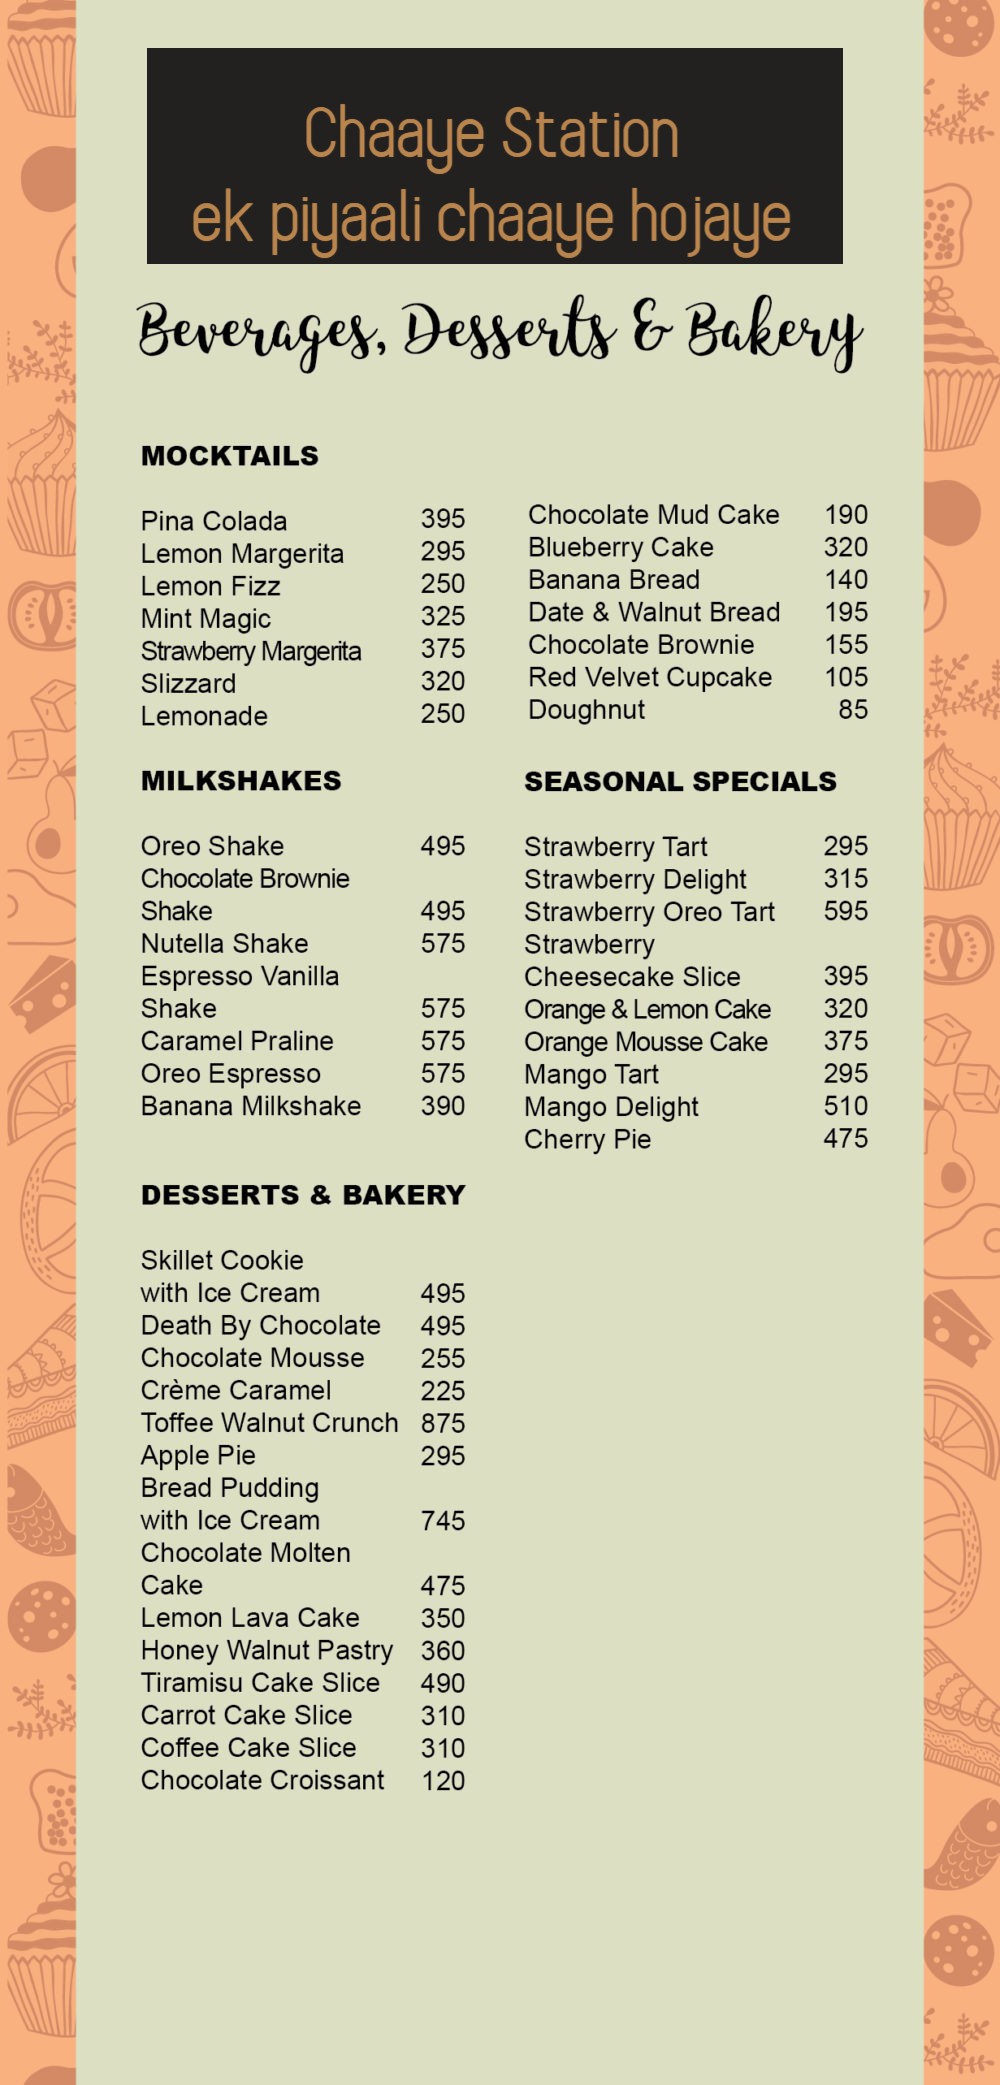 Chaaye Station
ek piyaali chaaye hojaye
Beverages, Desserts & Bakery
MOCKTAILS
Pina Colada 395
Lemon Margerita 295
Lemon Fizz 250
Mint Magic 325
Strawberry Margerita 375
Slizzard 320
Lemonade 250
MILKSHAKES
Oreo Shake 495
Chocolate Brownie
Shake 495
Nutella Shake 575
Espresso Vanilla
Shake 575
Caramel Praline 575
Oreo Espresso 575
Banana Milkshake 390
DESSERTS & BAKERY
Skillet Cookie
with Ice Cream 495
Death By Chocolate 495
Chocolate Mousse 255
Crème Caramel 225
Toffee Walnut Crunch 875
Apple Pie 295
Bread Pudding
with Ice Cream 745
Chocolate Molten
Cake 475
Lemon Lava Cake 350
Honey Walnut Pastry 360
Tiramisu Cake Slice 490
Carrot Cake Slice 310
Coffee Cake Slice 310
Chocolate Croissant 120
Chocolate Mud Cake 190
Blueberry Cake 320
Banana Bread 140
Date & Walnut Bread 195
Chocolate Brownie 155
Red Velvet Cupcake 105
Doughnut 85
SEASONAL SPECIALS
Strawberry Tart 295
Strawberry Delight 315
Strawberry Oreo Tart 595
Strawberry
Cheesecake Slice 395
Orange & Lemon Cake 320
Orange Mousse Cake 375
Mango Tart 295
Mango Delight 510
Cherry Pie 475